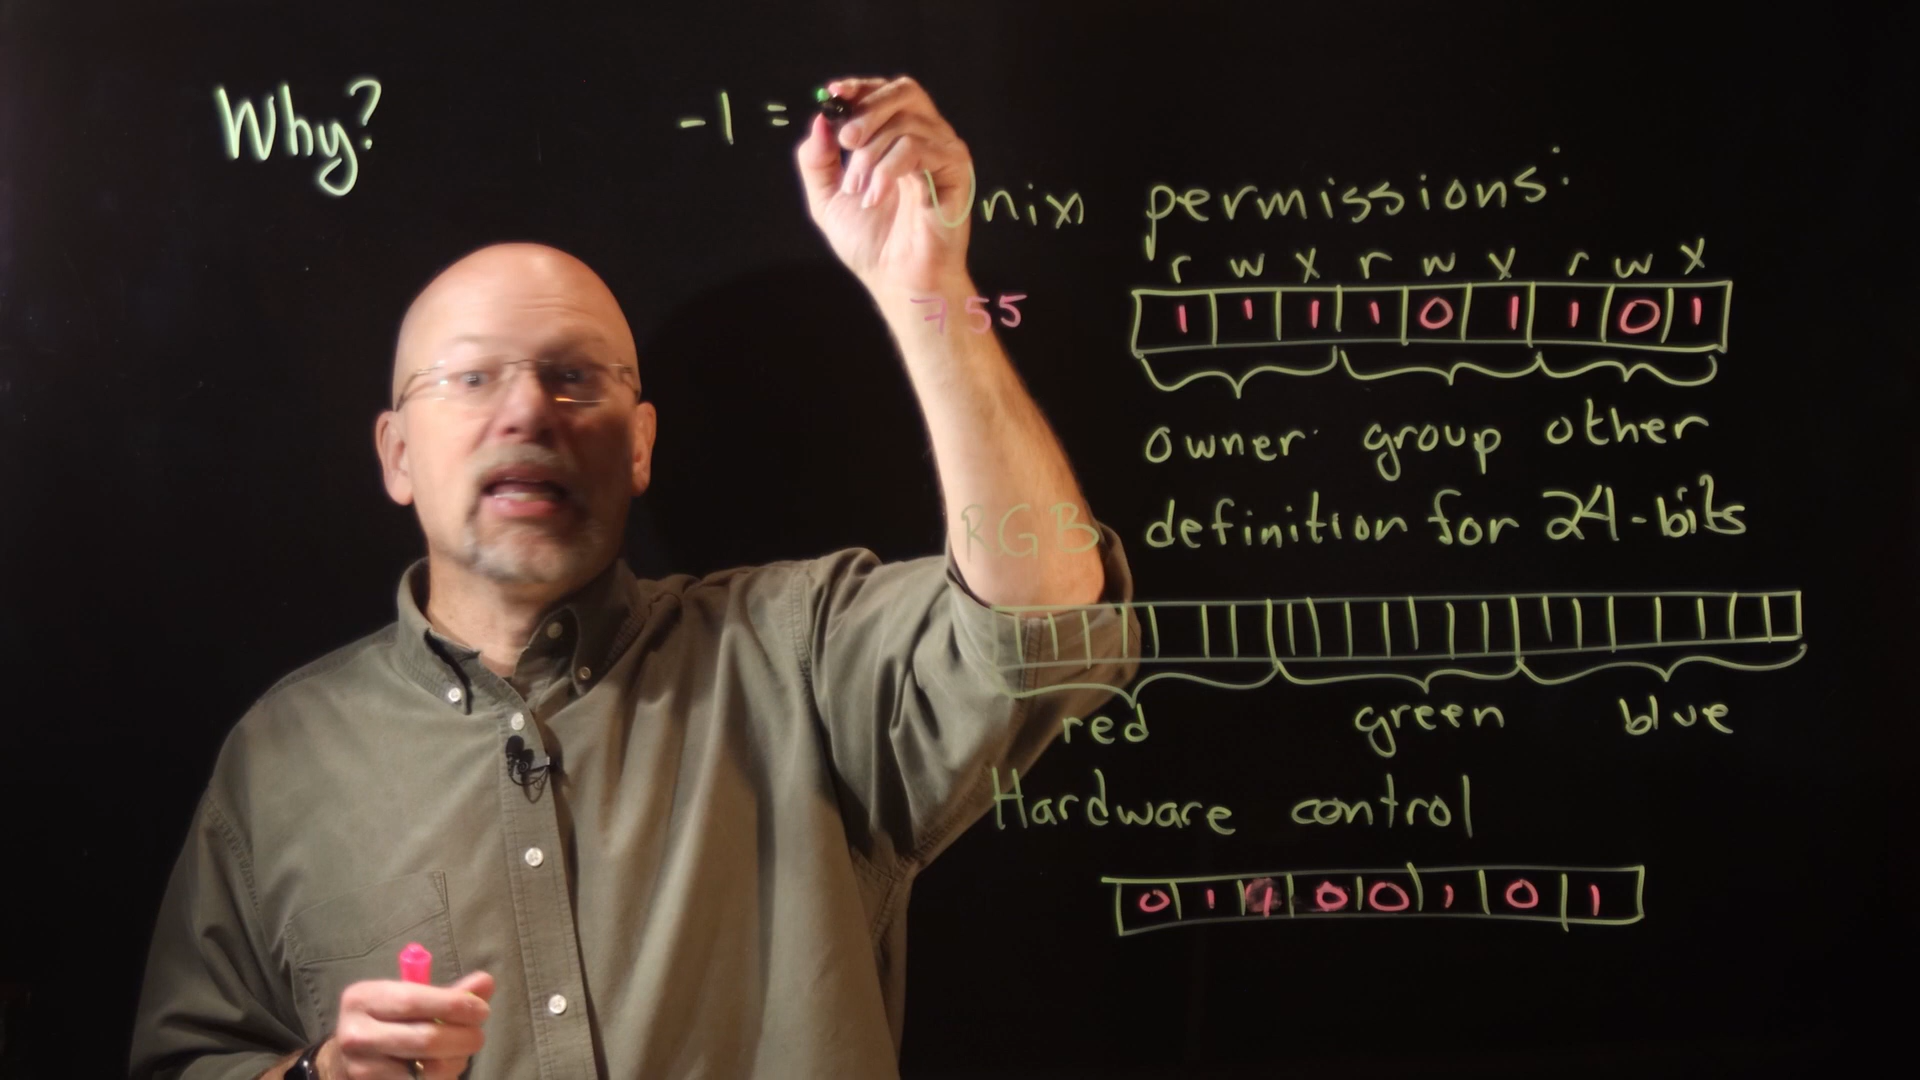 Why?
-1 =
Unix permissions:
r w x r w x r w x
755
1 1 1 1 0 1 1 0 1
owner group other
RGB definition for 24-bits
red green blue
Hardware control
0 1 1 0 0 1 0 1